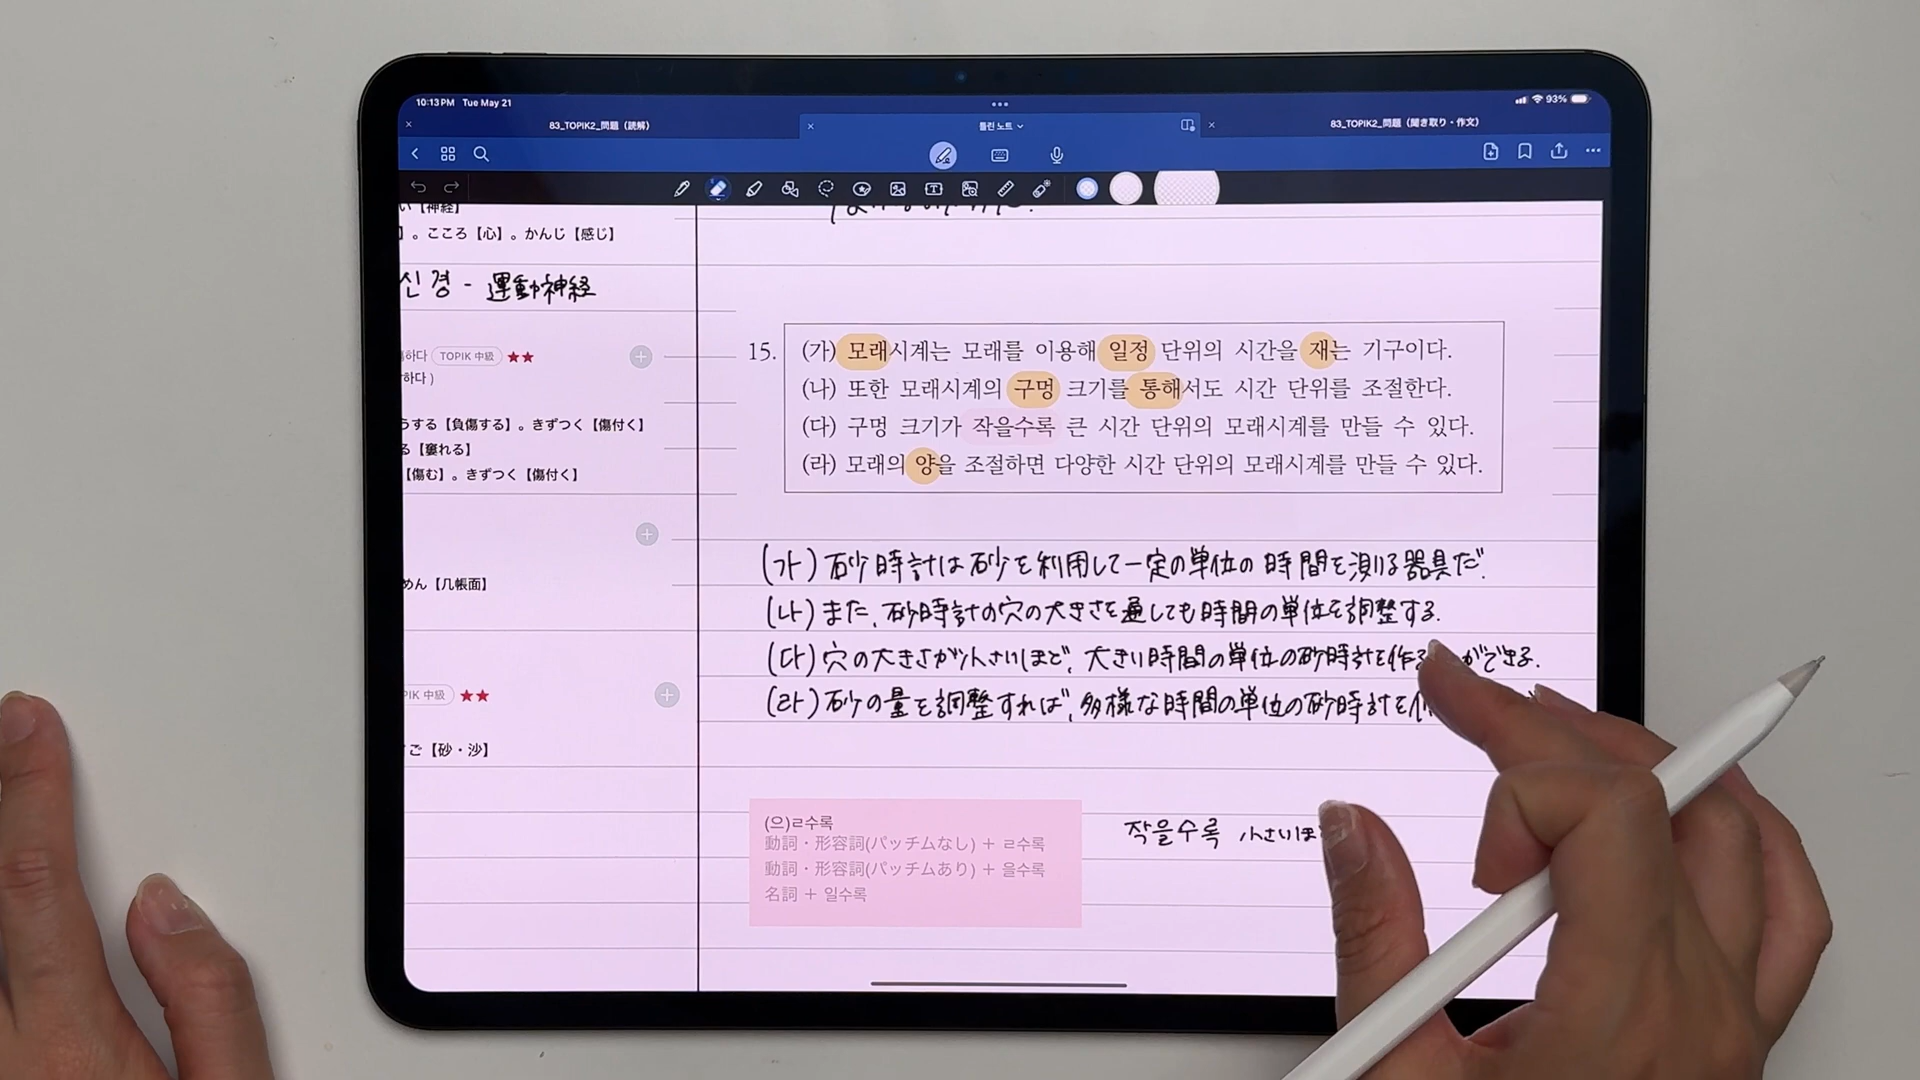 10:13 PM Tue May 21
93%
83_TOPIK2_問題（読解）
틀린 노트
83_TOPIK2_問題（聞き取り・作文）
い【神経】
】。こころ【心】。かんじ【感じ】
신경 - 運動神経
하다 TOPIK 中級 ★★
하다 )
うする【負傷する】。きずつく【傷付く】
る【窶れる】
【傷む】。きずつく【傷付く】
めん【几帳面】
PIK 中級 ★★
ご【砂・沙】
15. (가) 모래시계는 모래를 이용해 일정 단위의 시간을 재는 기구이다.
(나) 또한 모래시계의 구멍 크기를 통해서도 시간 단위를 조절한다.
(다) 구멍 크기가 작을수록 큰 시간 단위의 모래시계를 만들 수 있다.
(라) 모래의 양을 조절하면 다양한 시간 단위의 모래시계를 만들 수 있다.
(가) 砂時計は砂を利用して一定の単位の時間を測る器具だ.
(나) また、砂時計の穴の大きさを通しても時間の単位を調整する.
(다) 穴の大きさが小さいほど、大きい時間の単位の砂時計を作る ができる.
(라) 砂の量を調整すれば、多様な時間の単位の砂時計を
(으)ㄹ수록
動詞・形容詞(パッチムなし) + ㄹ수록
動詞・形容詞(パッチムあり) + 을수록
名詞 + 일수록
작을수록 小さいほ